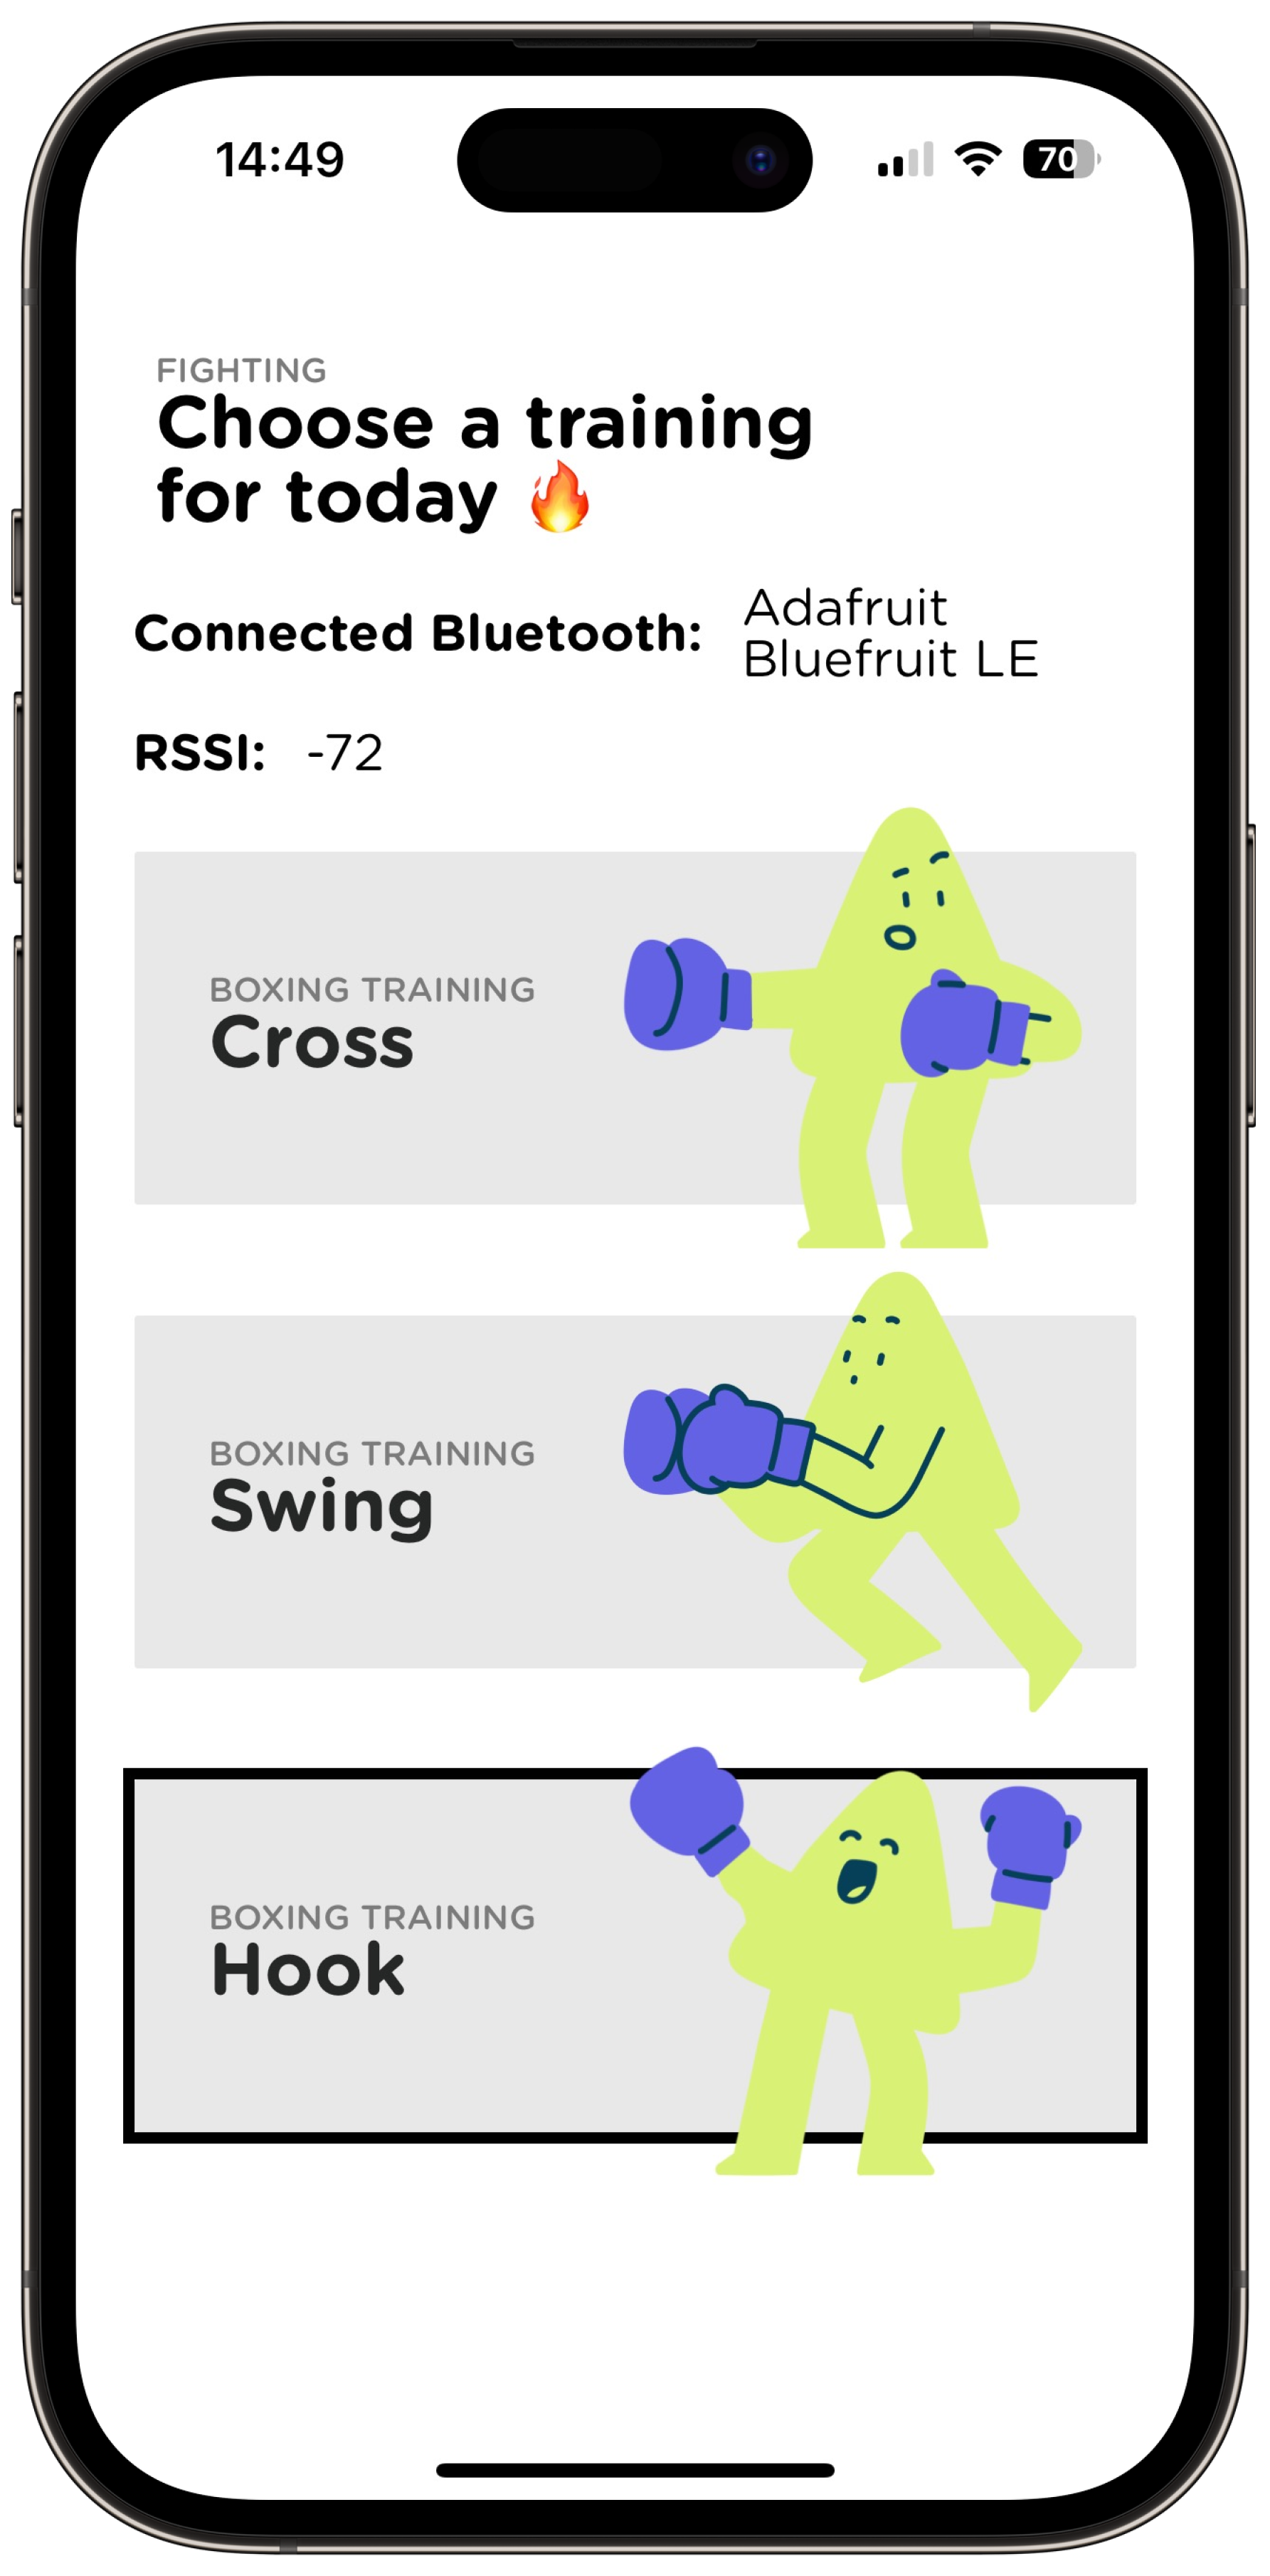 14:49
70
FIGHTING
Choose a training
for today 🔥
Connected Bluetooth:
Adafruit
Bluefruit LE
RSSI: -72
BOXING TRAINING
Cross
BOXING TRAINING
Swing
BOXING TRAINING
Hook